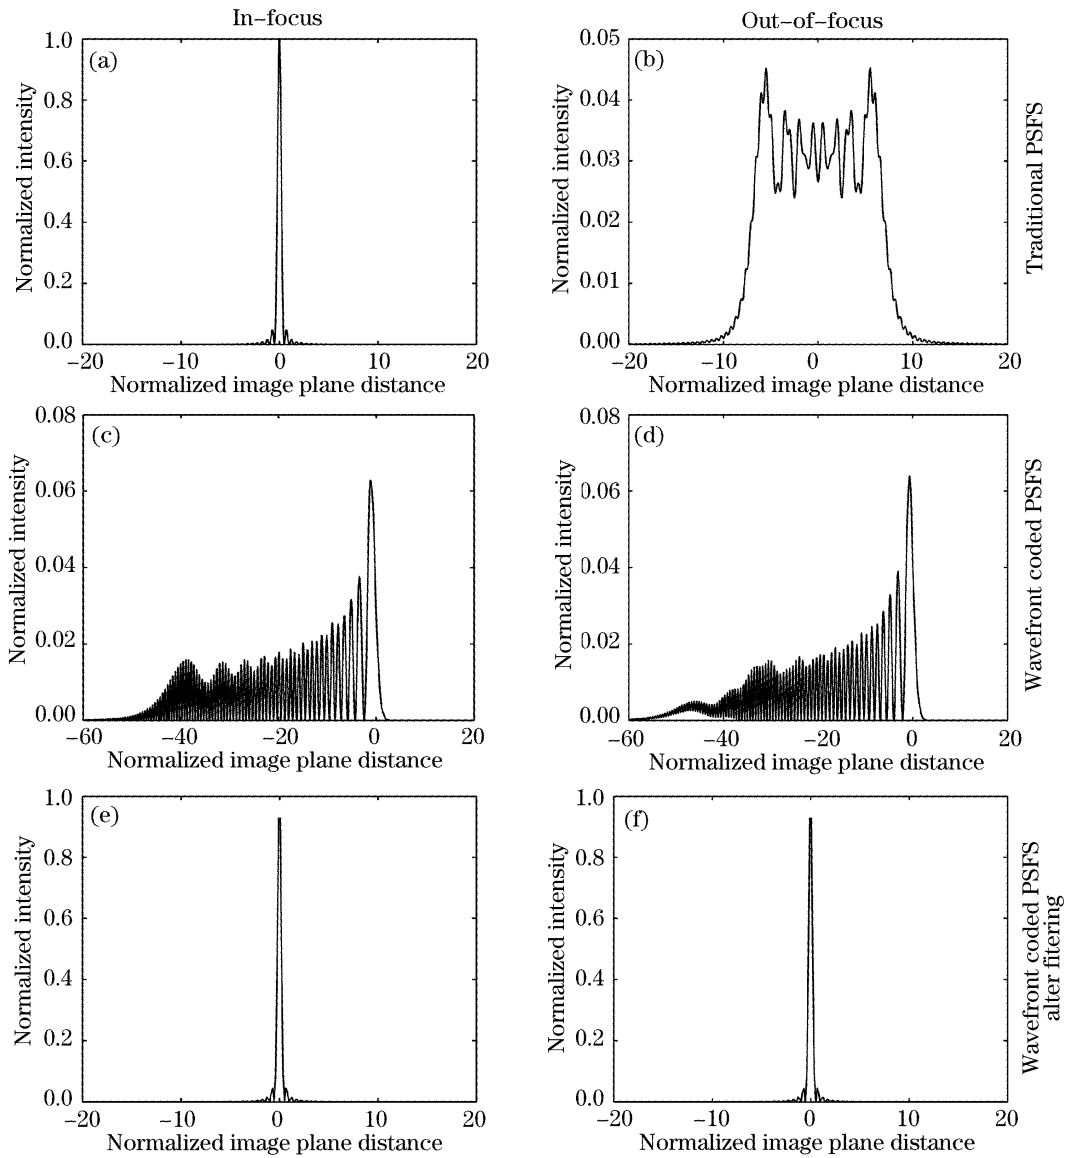 In-focus
Out-of-focus
(a)
Normalized intensity
1.0
0.8
0.6
0.4
0.2
0.0
-20
-10
0
10
20
Normalized image plane distance
(b)
Normalized intensity
0.05
0.04
0.03
0.02
0.01
0.00
-20
-10
0
10
20
Normalized image plane distance
Traditional PSFS
(c)
Normalized intensity
0.08
0.06
0.04
0.02
0.00
-60
-40
-20
0
20
Normalized image plane distance
(d)
Normalized intensity
0.08
0.06
0.04
0.02
0.00
-60
-40
-20
0
20
Normalized image plane distance
Wavefront coded PSFS
(e)
Normalized intensity
1.0
0.8
0.6
0.4
0.2
0.0
-20
-10
0
10
20
Normalized image plane distance
(f)
Normalized intensity
1.0
0.8
0.6
0.4
0.2
0.0
-20
-10
0
10
20
Normalized image plane distance
Wavefront coded PSFS
alter fitering